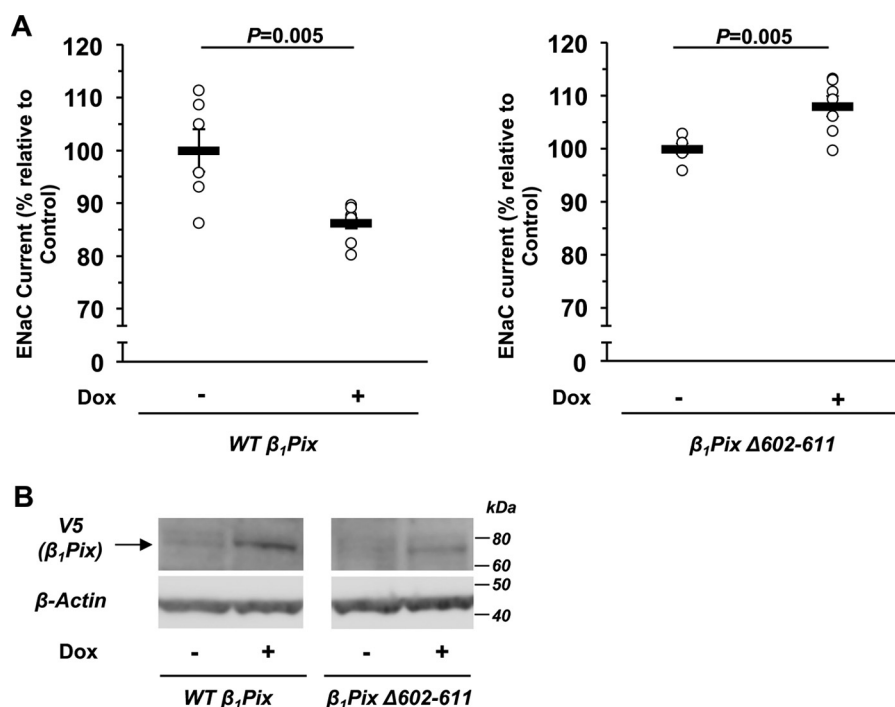 A
ENaC Current (% relative to
Control)
120
110
100
90
80
70
0
P=0.005
Dox
-
+
WT β₁Pix
ENaC current (% relative to
Control)
120
110
100
90
80
70
0
P=0.005
-
+
β₁Pix Δ602-611
B
V5
(β₁Pix)
kDa
80
60
β-Actin
50
40
Dox
- + - +
WT β₁Pix
β₁Pix Δ602-611